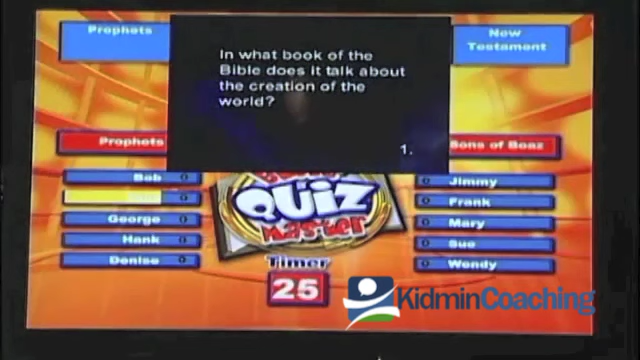 Prophets
In what book of the
Bible does it talk about
the creation of the
world?
1.
New
Testament
Prophets
Sons of Boaz
Bob 0
George 0
Hank 0
Denise 0
QUIZ
Master
Timer
25
0 Jimmy
0 Frank
0 Mary
0 Sue
0 Wendy
KidminCoaching